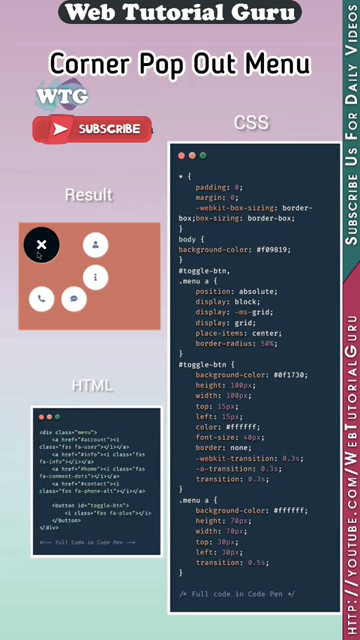 Web Tutorial Guru
Corner Pop Out Menu
WTG
SUBSCRIBE
CSS
* {
padding: 0;
margin: 0;
-webkit-box-sizing: border-
box;box-sizing: border-box;
}
body {
background-color: #f09819;
}
#toggle-btn,
.menu a {
position: absolute;
display: block;
display: -ms-grid;
display: grid;
place-items: center;
border-radius: 50%;
}
#toggle-btn {
background-color: #0f1730;
height: 100px;
width: 100px;
top: 15px;
left: 15px;
color: #ffffff;
font-size: 40px;
border: none;
-webkit-transition: 0.3s;
-o-transition: 0.3s;
transition: 0.3s;
}
.menu a {
background-color: #ffffff;
height: 70px;
width: 70px;
top: 30px;
left: 30px;
transition: 0.5s;
}
/* Full code in Code Pen */
Result
HTML
<div class="menu">
<a href="#account"><i
class="fas fa-user"></i>
<a href="#info"><i class="fas
fa-info"></i>
<a href="#home"><i class="fas
fa-comment-dots"></i>
<a href="#contact"><i
class="fas fa-phone-alt"></i>
<button id="toggle-btn">
<i class="fas fa-plus"></i>
</button>
</div>
<!—— Full Code in Code Pen ——>
Subscribe Us For Daily Videos
http://youtube.com/WebTutorialGuru